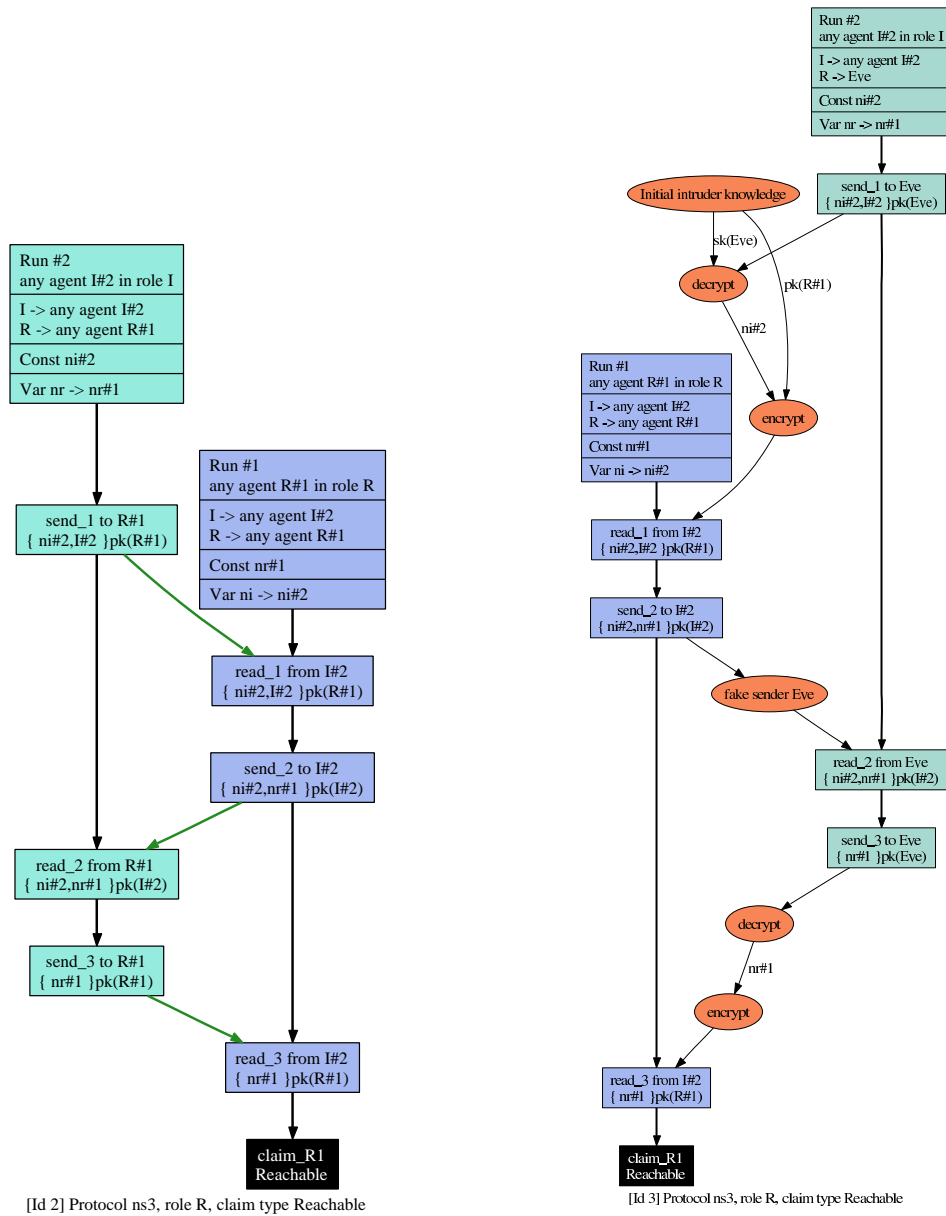 Run #2
any agent I#2 in role I
I -> any agent I#2
R -> any agent R#1
Const ni#2
Var nr -> nr#1
send_1 to R#1
{ ni#2,I#2 }pk(R#1)
Run #1
any agent R#1 in role R
I -> any agent I#2
R -> any agent R#1
Const nr#1
Var ni -> ni#2
read_1 from I#2
{ ni#2,I#2 }pk(R#1)
send_2 to I#2
{ ni#2,nr#1 }pk(I#2)
read_2 from R#1
{ ni#2,nr#1 }pk(I#2)
send_3 to R#1
{ nr#1 }pk(R#1)
read_3 from I#2
{ nr#1 }pk(R#1)
claim_R1
Reachable
[Id 2] Protocol ns3, role R, claim type Reachable
Run #2
any agent I#2 in role I
I -> any agent I#2
R -> Eve
Const ni#2
Var nr -> nr#1
send_1 to Eve
{ ni#2,I#2 }pk(Eve)
Initial intruder knowledge
sk(Eve)
decrypt
pk(R#1)
ni#2
Run #1
any agent R#1 in role R
I -> any agent I#2
R -> any agent R#1
Const nr#1
Var ni -> ni#2
encrypt
read_1 from I#2
{ ni#2,I#2 }pk(R#1)
send_2 to I#2
{ ni#2,nr#1 }pk(I#2)
fake sender Eve
read_2 from Eve
{ ni#2,nr#1 }pk(I#2)
send_3 to Eve
{ nr#1 }pk(Eve)
decrypt
nr#1
encrypt
read_3 from I#2
{ nr#1 }pk(R#1)
claim_R1
Reachable
[Id 3] Protocol ns3, role R, claim type Reachable